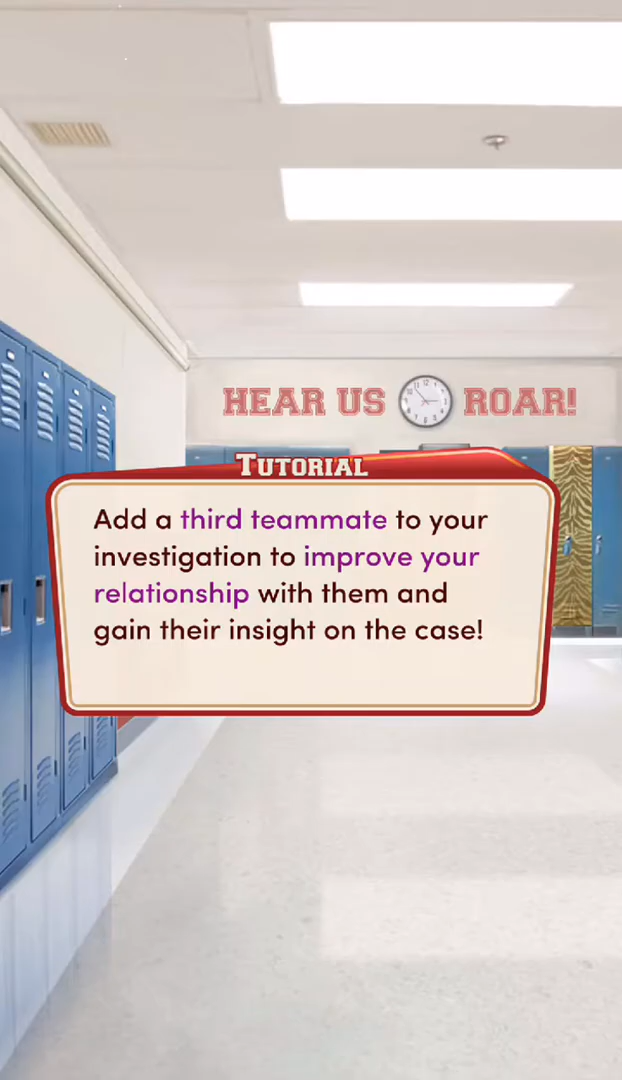 HEAR US ROAR!
Tutorial
Add a third teammate to your
investigation to improve your
relationship with them and
gain their insight on the case!